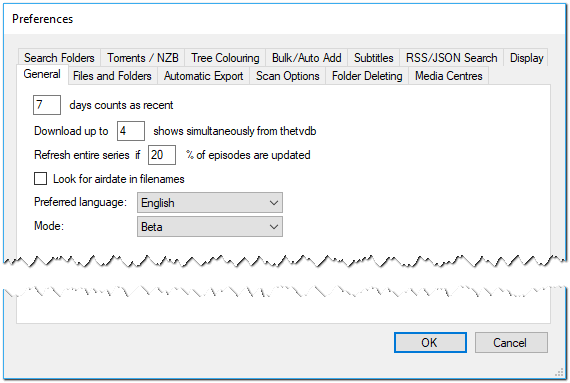 Preferences
Search Folders Torrents / NZB Tree Colouring Bulk/Auto Add Subtitles RSS/JSON Search Display
General Files and Folders Automatic Export Scan Options Folder Deleting Media Centres
7 days counts as recent
Download up to 4 shows simultaneously from thetvdb
Refresh entire series if 20 % of episodes are updated
Look for airdate in filenames
Preferred language: English
Mode: Beta
OK Cancel